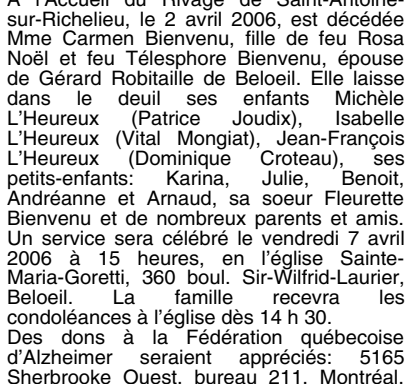 À l'Accueil du Rivage de Saint-Antoine-
sur-Richelieu, le 2 avril 2006, est décédée
Mme Carmen Bienvenu, fille de feu Rosa
Noël et feu Télesphore Bienvenu, épouse
de Gérard Robitaille de Beloeil. Elle laisse
dans le deuil ses enfants Michèle
L'Heureux (Patrice Joudix), Isabelle
L'Heureux (Vital Mongiat), Jean-François
L'Heureux (Dominique Croteau), ses
petits-enfants: Karina, Julie, Benoit,
Andréanne et Arnaud, sa soeur Fleurette
Bienvenu et de nombreux parents et amis.
Un service sera célébré le vendredi 7 avril
2006 à 15 heures, en l'église Sainte-
Maria-Goretti, 360 boul. Sir-Wilfrid-Laurier,
Beloeil. La famille recevra les
condoléances à l'église dès 14 h 30.
Des dons à la Fédération québecoise
d'Alzheimer seraient appréciés: 5165
Sherbrooke Ouest, bureau 211, Montréal,